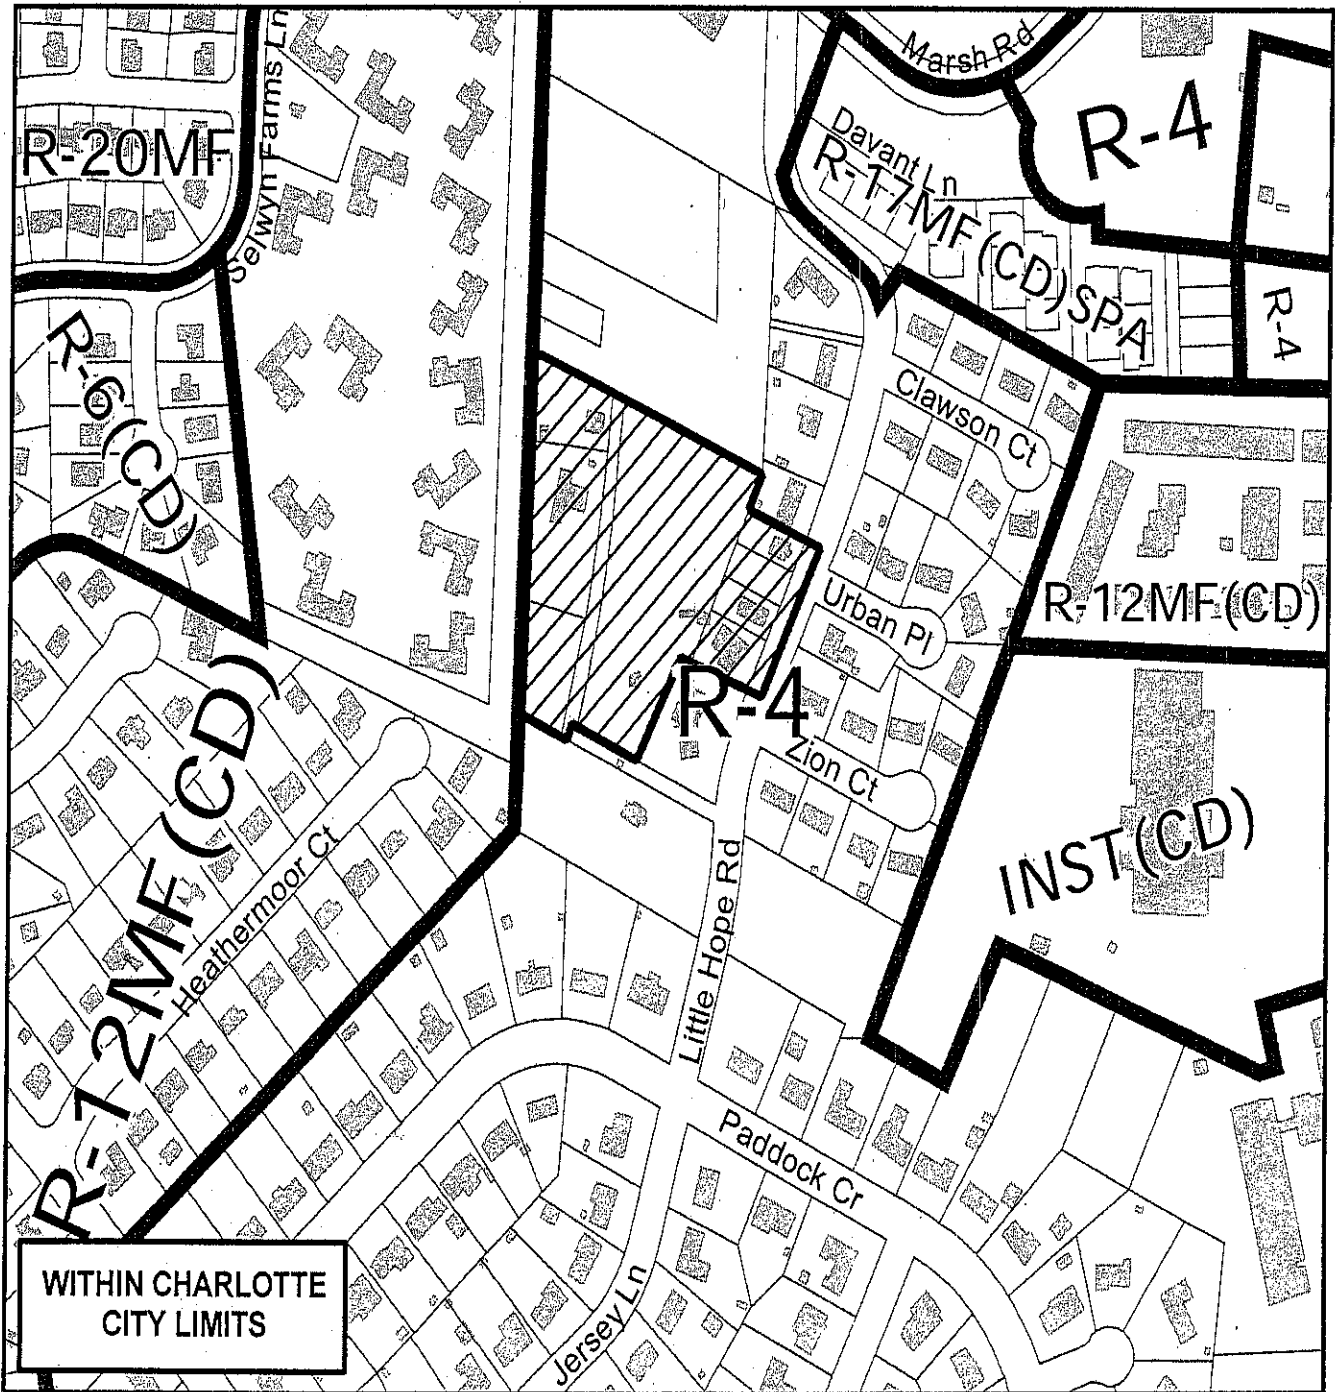 Marsh Rd
Selwyn Farms Ln
R-4
R-20MF
Davant Ln
R-17MF(CD)SPA
R-4
R-6(CD)
Clawson Ct
R-12MF(CD)
Urban Pl
R-4
Zion Ct
R-12MF(CD)
INST(CD)
Heathermoor Ct
Little Hope Rd
Paddock Cr
Jersey Ln
WITHIN CHARLOTTE
CITY LIMITS